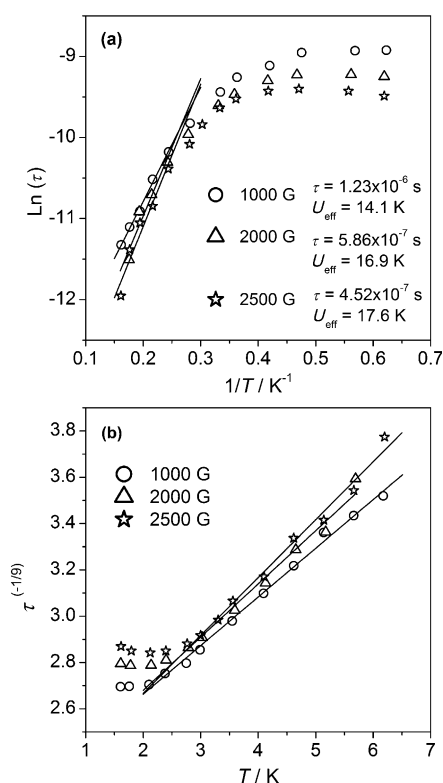 (a)
-9
-10
-11
-12
Ln (τ)
1000 G
τ = 1.23x10⁻⁶ s
U_eff = 14.1 K
2000 G
τ = 5.86x10⁻⁷ s
U_eff = 16.9 K
2500 G
τ = 4.52x10⁻⁷ s
U_eff = 17.6 K
0.1 0.2 0.3 0.4 0.5 0.6 0.7
1/T / K⁻¹
(b)
1000 G
2000 G
2500 G
3.8
3.6
3.4
3.2
3.0
2.8
2.6
τ ⁽⁻¹/⁹⁾
1 2 3 4 5 6 7
T / K